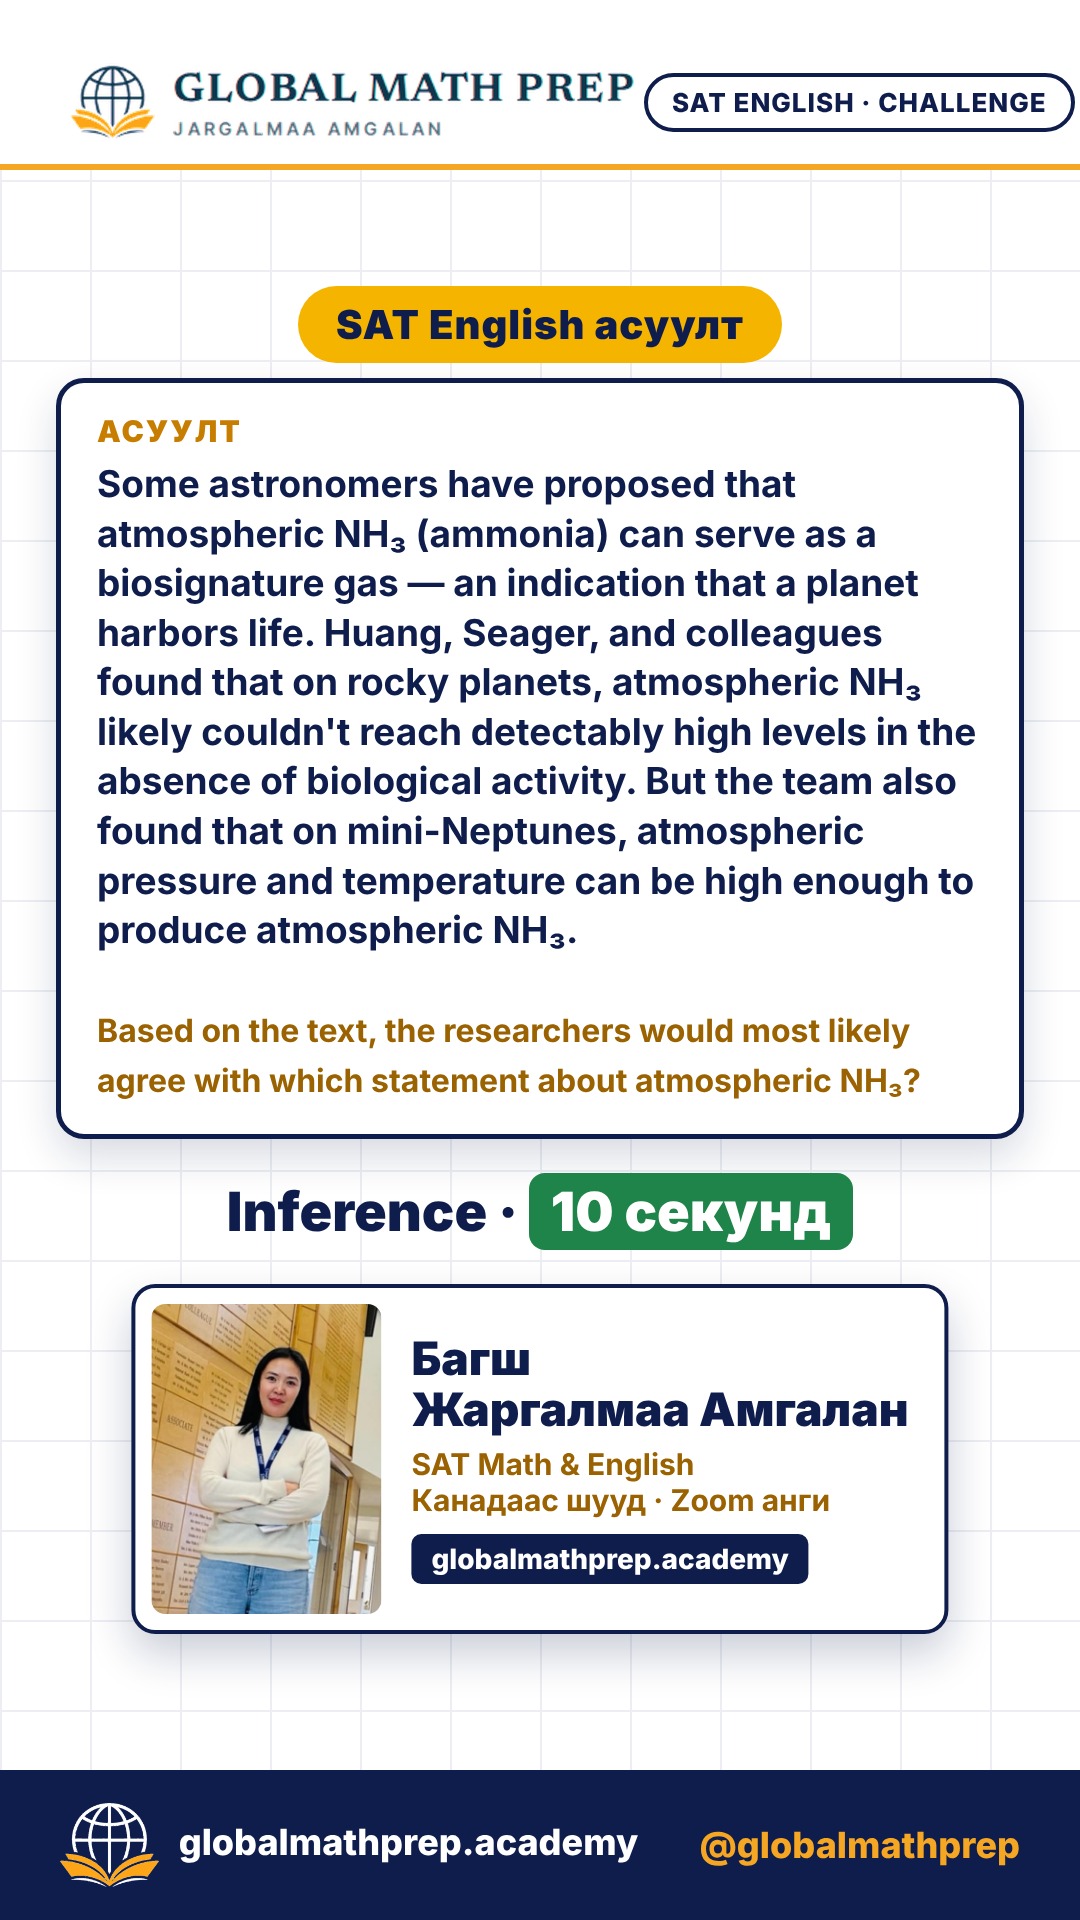 GLOBAL MATH PREP
JARGALMAA AMGALAN
SAT ENGLISH · CHALLENGE
SAT English асуулт
АСУУЛТ
Some astronomers have proposed that
atmospheric NH₃ (ammonia) can serve as a
biosignature gas — an indication that a planet
harbors life. Huang, Seager, and colleagues
found that on rocky planets, atmospheric NH₃
likely couldn't reach detectably high levels in the
absence of biological activity. But the team also
found that on mini-Neptunes, atmospheric
pressure and temperature can be high enough to
produce atmospheric NH₃.
Based on the text, the researchers would most likely
agree with which statement about atmospheric NH₃?
Inference · 10 секунд
ASSOCIATE
Багш
Жаргалмаа Амгалан
SAT Math & English
Канадаас шууд · Zoom анги
globalmathprep.academy
globalmathprep.academy
@globalmathprep